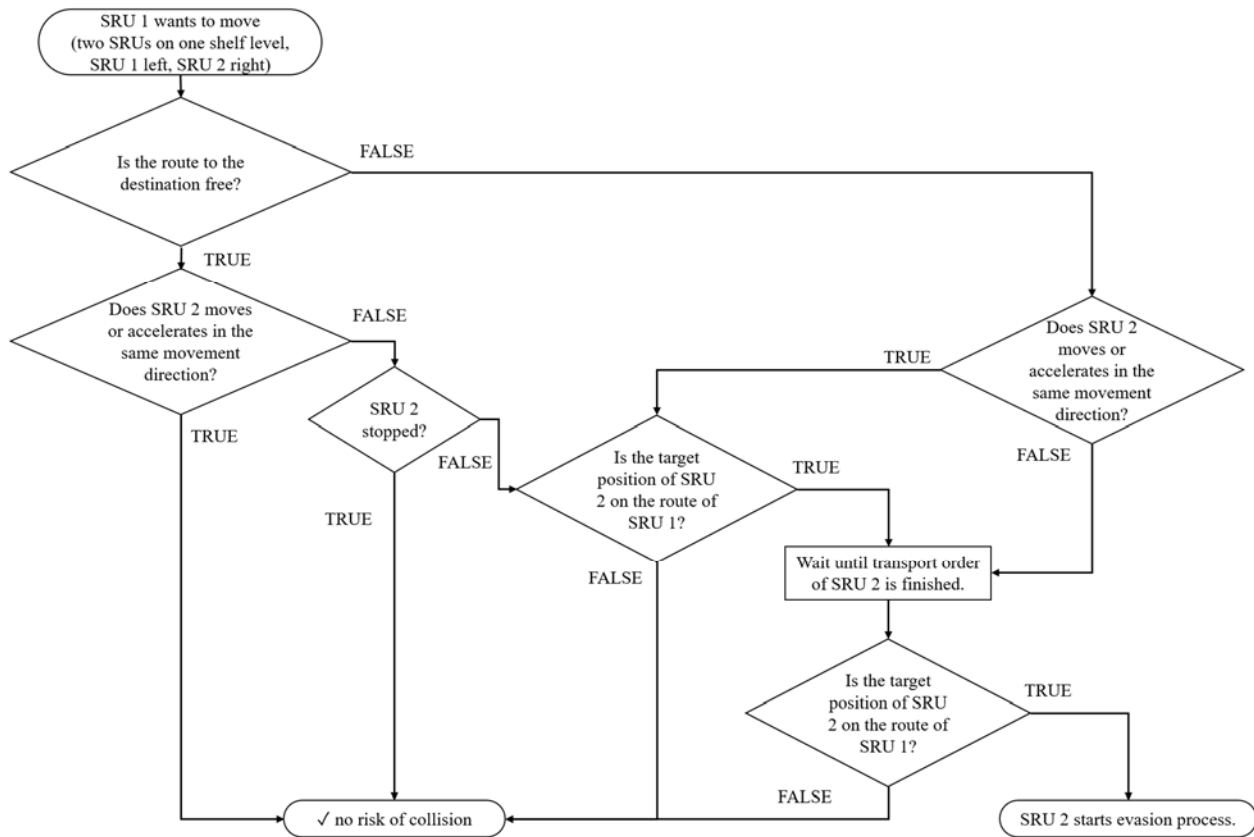 SRU 1 wants to move
(two SRUs on one shelf level,
SRU 1 left, SRU 2 right)
Is the route to the
destination free?
FALSE
TRUE
Does SRU 2 moves
or accelerates in the
same movement
direction?
FALSE
TRUE
SRU 2
stopped?
FALSE
TRUE
Does SRU 2
moves or
accelerates in the
same movement
direction?
TRUE
FALSE
Is the target
position of SRU
2 on the route of
SRU 1?
TRUE
FALSE
Wait until transport order
of SRU 2 is finished.
Is the target
position of SRU
2 on the route of
SRU 1?
TRUE
FALSE
✓ no risk of collision
SRU 2 starts evasion process.